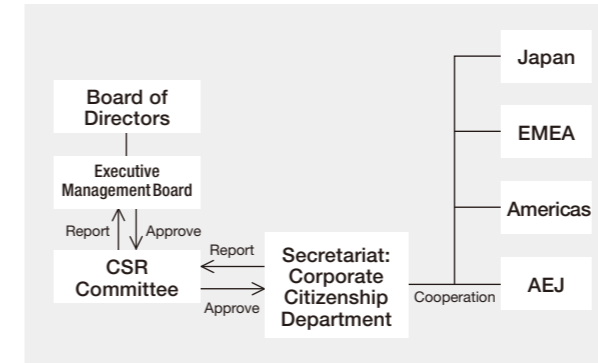 Board of
Directors
Executive
Management Board
Report
Approve
CSR
Committee
Report
Approve
Secretariat:
Corporate
Citizenship
Department
Cooperation
Japan
EMEA
Americas
AEJ